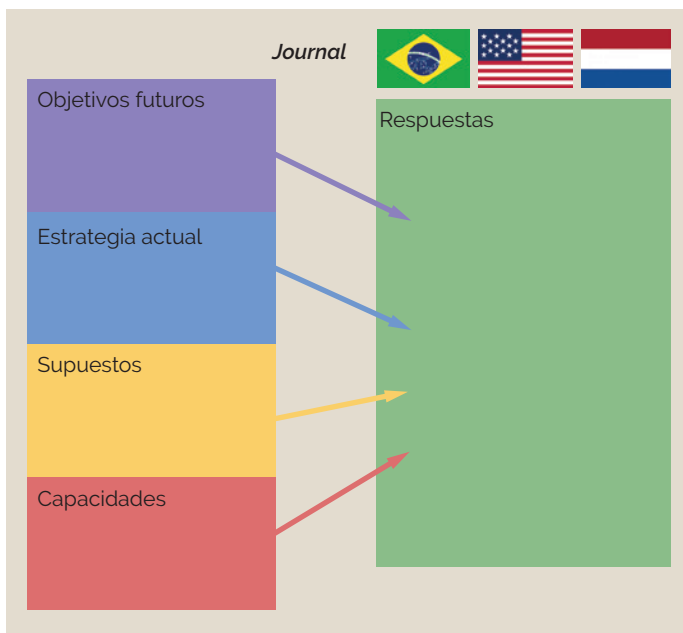 Journal
Objetivos futuros
Respuestas
Estrategia actual
Supuestos
Capacidades